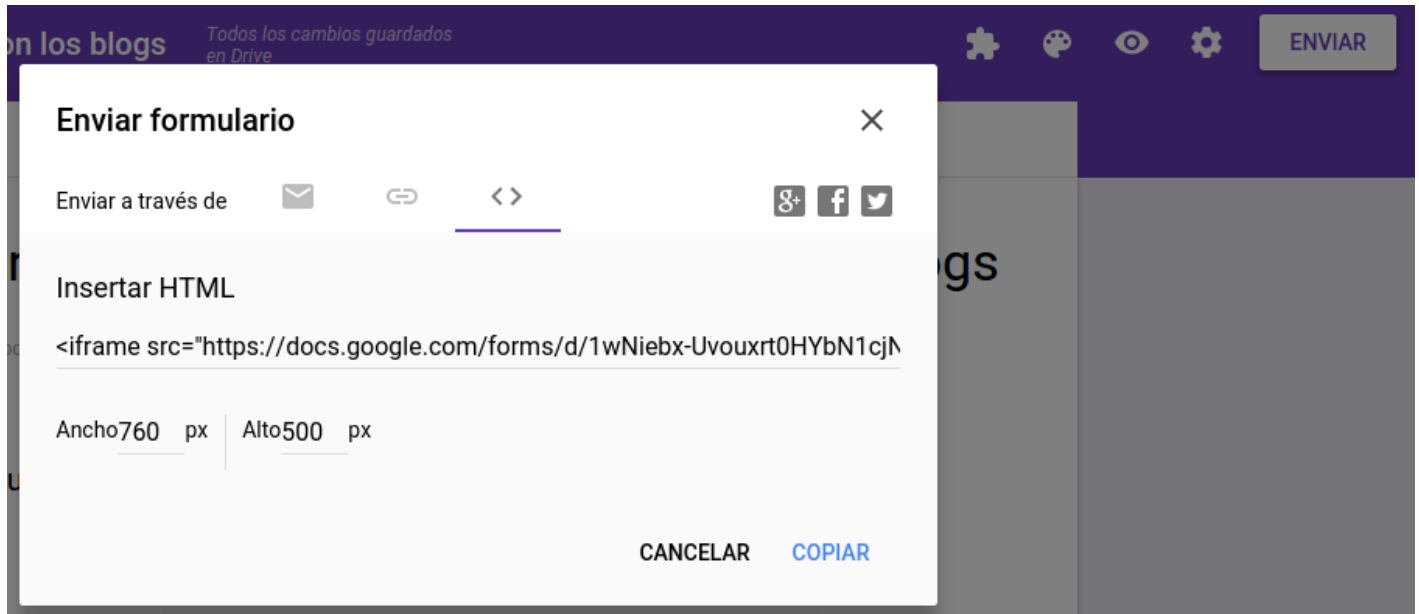 on los blogs
Todos los cambios guardados
en Drive
ENVIAR
Enviar formulario
Enviar a través de
gs
Insertar HTML
<iframe src="https://docs.google.com/forms/d/1wNiebx-Uvouxrt0HYbN1cjN
Ancho 760 px Alto 500 px
CANCELAR COPIAR